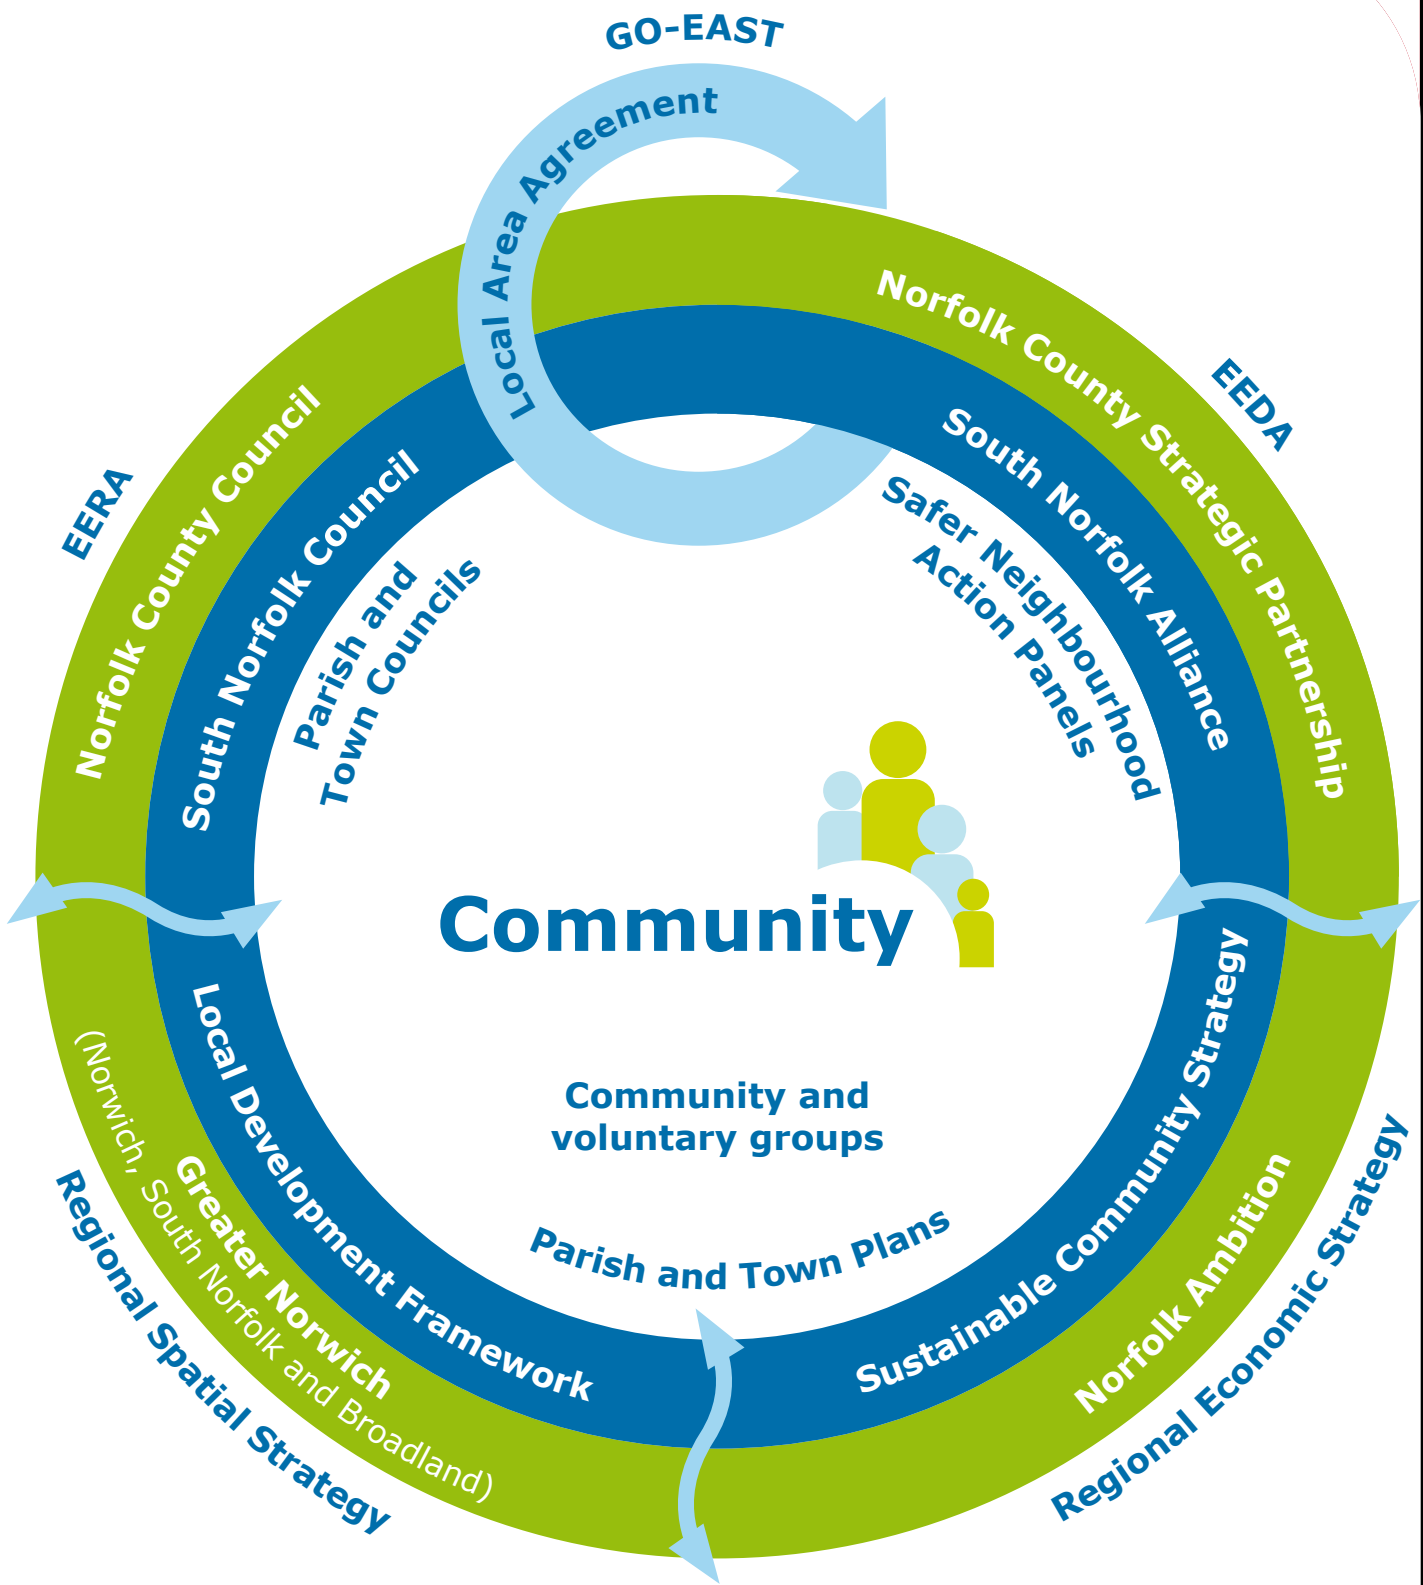 GO-EAST
Local Area Agreement
EERA
EEDA
Norfolk County Council
Norfolk County Strategic Partnership
South Norfolk Council
South Norfolk Alliance
Parish and
Town Councils
Safer Neighbourhood
Action Panels
Community
Community and
voluntary groups
Parish and Town Plans
Local Development Framework
Sustainable Community Strategy
Greater Norwich
(Norwich, South Norfolk and Broadland)
Norfolk Ambition
Regional Spatial Strategy
Regional Economic Strategy